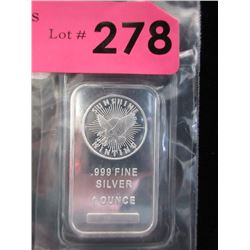 S
Lot # 278
SUNSHINE
MINTING
.999 FINE
SILVER
1 OUNCE